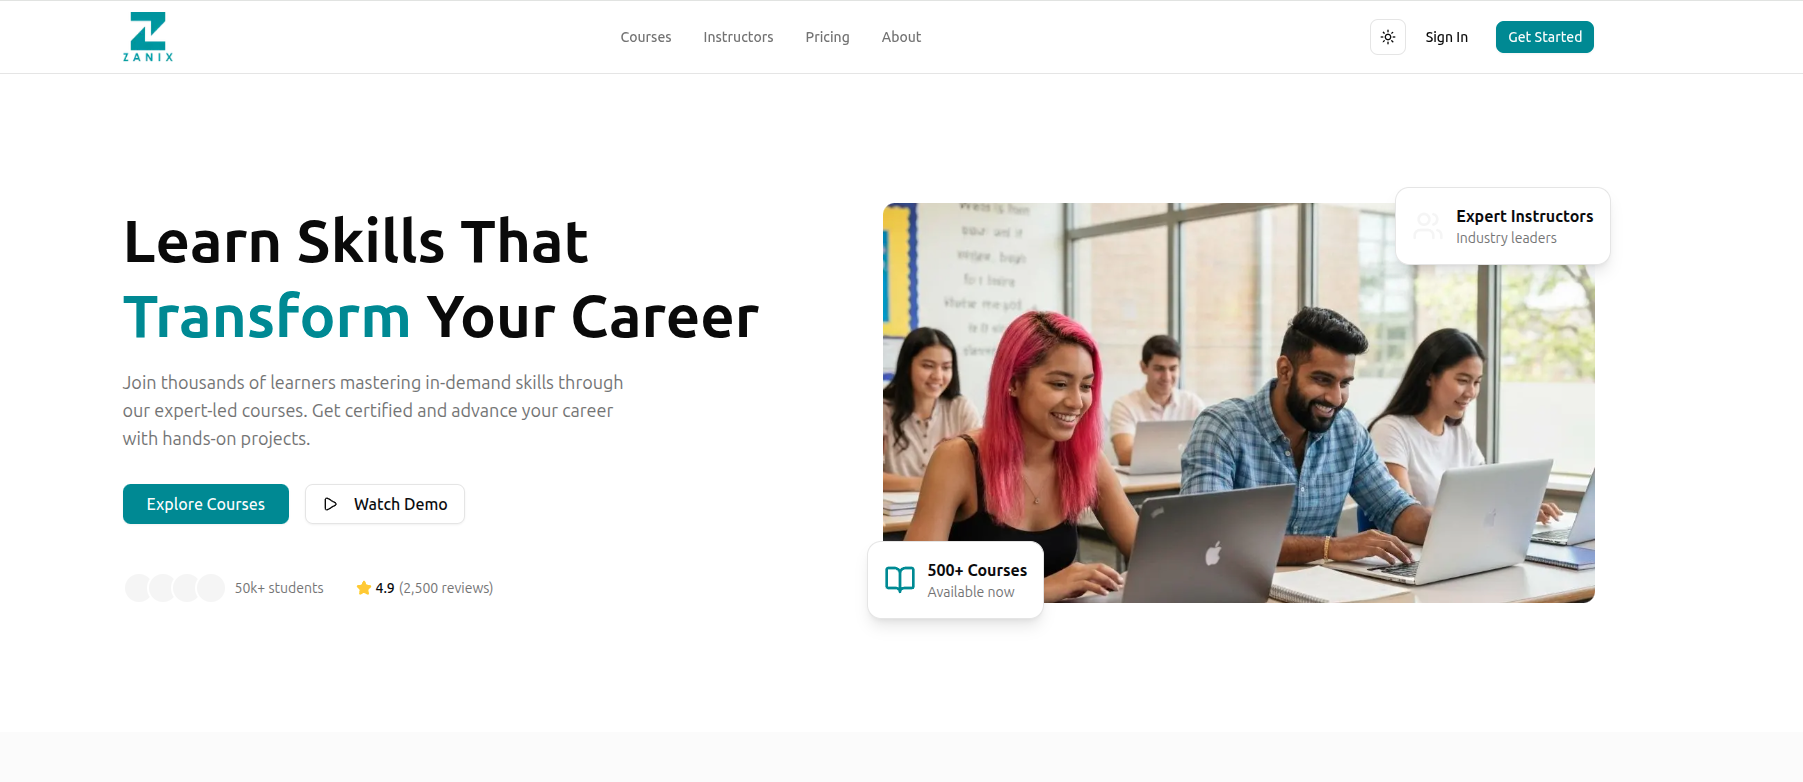 ZANIX
Courses
Instructors
Pricing
About
Sign In
Get Started
Learn Skills That
Transform Your Career
Join thousands of learners mastering in-demand skills through
our expert-led courses. Get certified and advance your career
with hands-on projects.
Explore Courses
Watch Demo
50k+ students
4.9 (2,500 reviews)
Expert Instructors
Industry leaders
500+ Courses
Available now